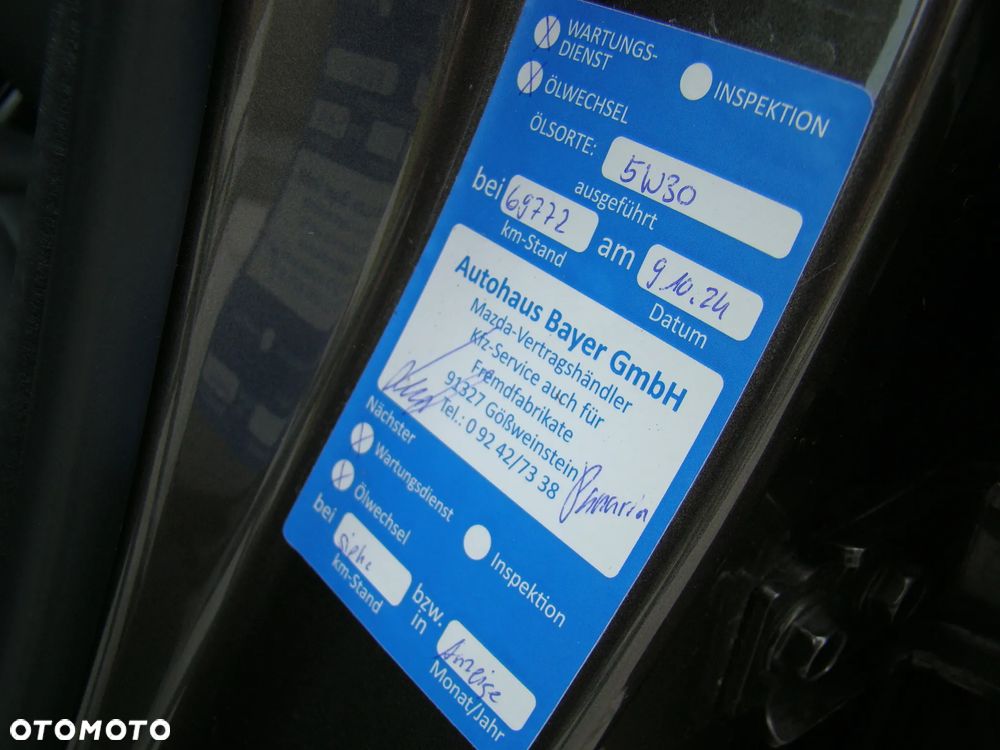 WARTUNGS-
DIENST
INSPEKTION
ÖLWECHSEL
ÖLSORTE: 5W30
ausgeführt
bei 69772 am 9.10.24
km-Stand Datum
Autohaus Bayer GmbH
Mazda-Vertragshändler
Kfz-Service auch für
Fremdfabrikate
91327 Gößweinstein
Tel.: 0 92 42/73 38
Nächster
Wartungsdienst
Ölwechsel
Inspektion
bei siehe bzw. in Anzeige
km-Stand Monat/Jahr
OTOMOTO